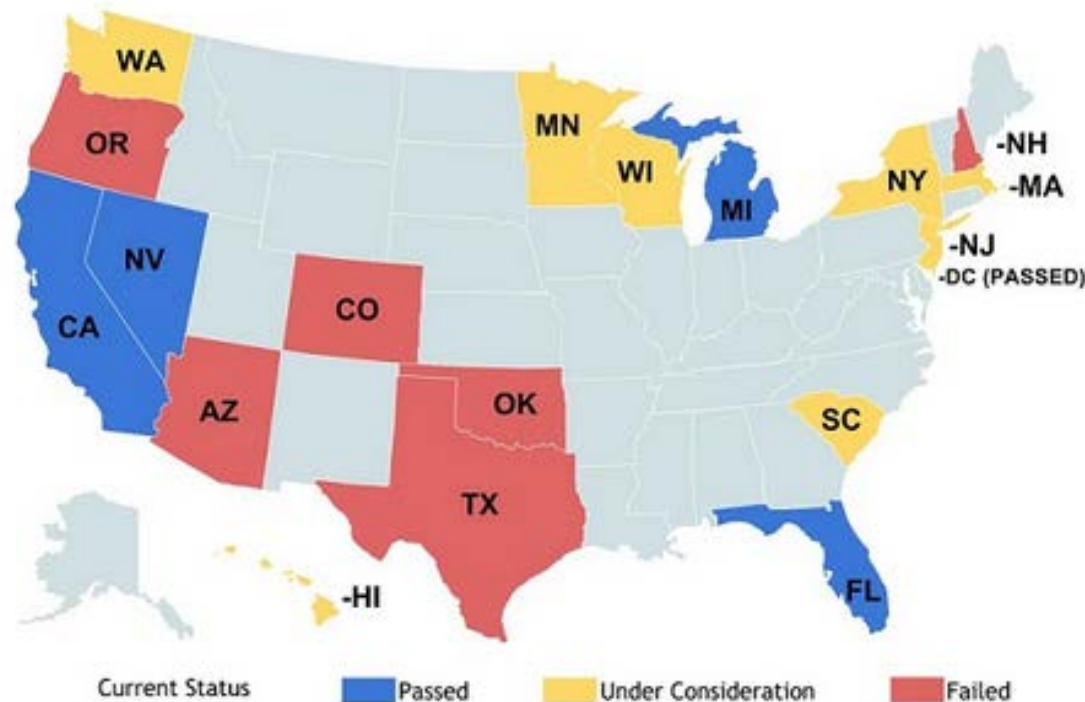 WA
OR
MN
-NH
WI
NY
-MA
MI
NV
-NJ
-DC (PASSED)
CO
CA
AZ
OK
SC
TX
-HI
FL
Current Status
Passed
Under Consideration
Failed